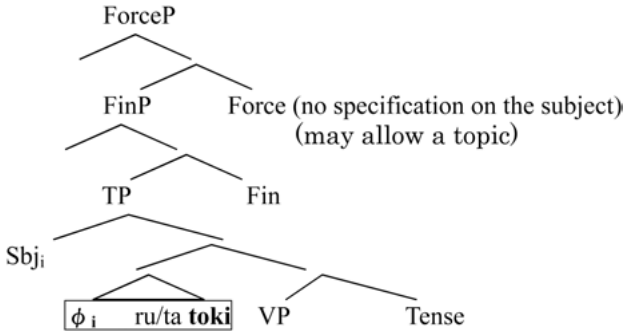 ForceP
FinP Force (no specification on the subject)
(may allow a topic)
TP Fin
Sbjᵢ
ϕ ᵢ ru/ta toki VP Tense